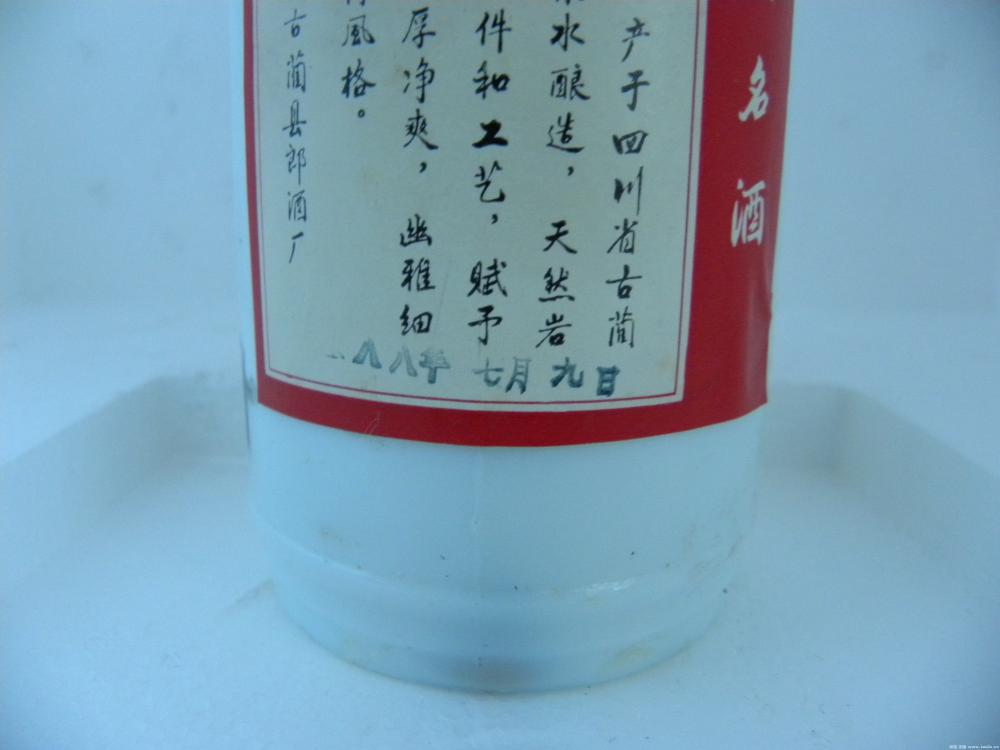 名酒
产于四川省古蔺
水酿造，天然岩
件和工艺，赋予
厚净爽，幽雅细
风格。
古蔺县郎酒厂
八八年七月九日